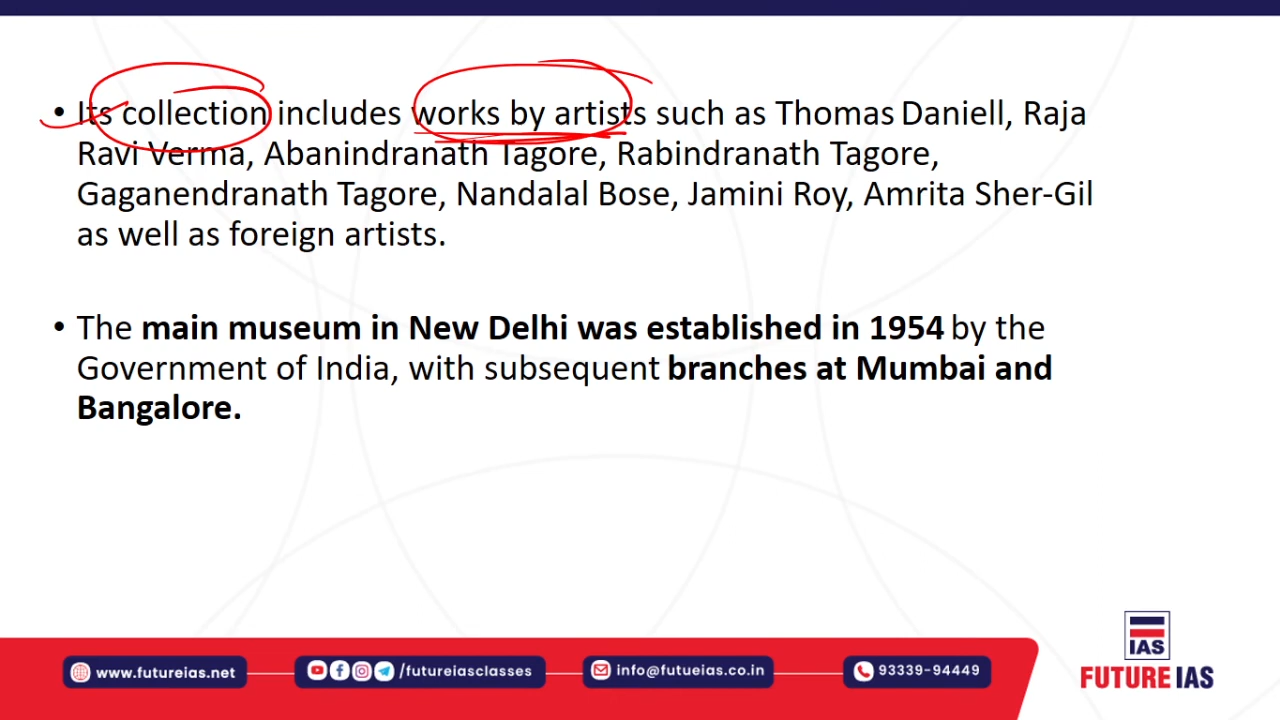 • Its collection includes works by artists such as Thomas Daniell, Raja
Ravi Verma, Abanindranath Tagore, Rabindranath Tagore,
Gaganendranath Tagore, Nandalal Bose, Jamini Roy, Amrita Sher-Gil
as well as foreign artists.
• The main museum in New Delhi was established in 1954 by the
Government of India, with subsequent branches at Mumbai and
Bangalore.
IAS
FUTURE IAS
www.futureias.net
/futureiasclasses
info@futueias.co.in
93339-94449